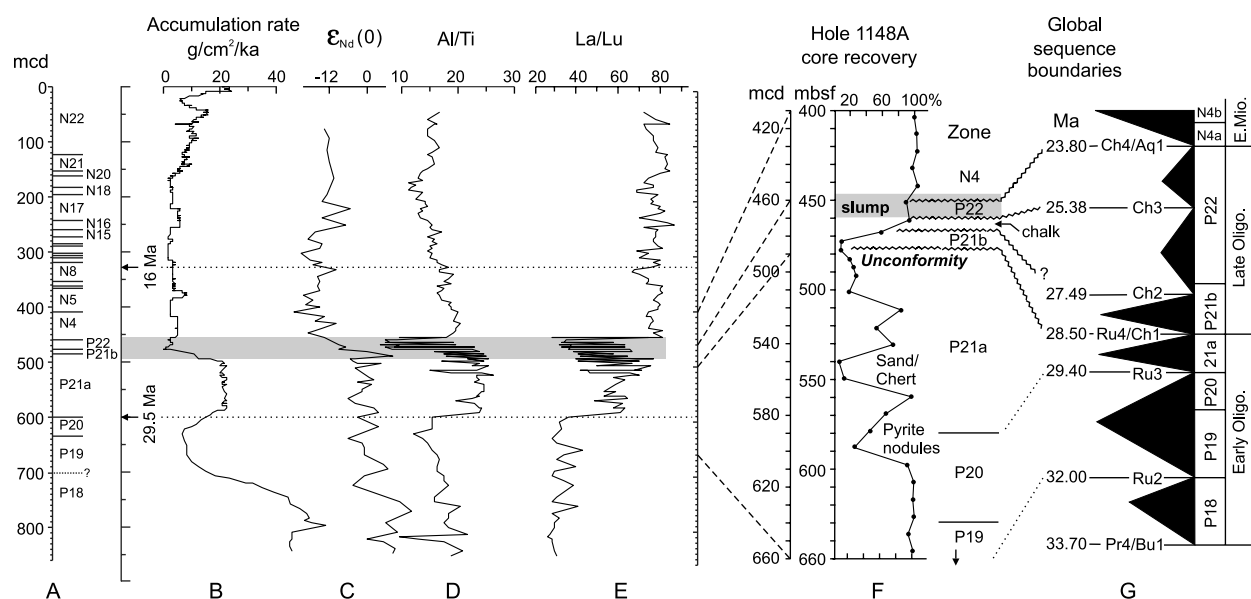 Accumulation rate
g/cm²/ka
mcd
0 20 40
0
100
200
300
400
500
600
700
800
N22
N21
N20
N18
N17
N16
N15
N8
N5
N4
P22
P21b
P21a
P20
P19
?
P18
16 Ma
29.5 Ma
εNd(0)
-12 0
Al/Ti
10 20 30
La/Lu
20 40 60 80
A
B
C
D
E
Hole 1148A
core recovery
mcd mbsf
20 60 100%
420
460
500
540
580
620
660
400
450
500
550
600
660
Zone
N4
slump
P22
chalk
P21b
Unconformity
P21a
Sand/
Chert
Pyrite
nodules
P20
P19
F
Global
sequence
boundaries
Ma
23.80 Ch4/Aq1
25.38 Ch3
?
27.49 Ch2
28.50 Ru4/Ch1
29.40 Ru3
32.00 Ru2
33.70 Pr4/Bu1
N4b
N4a
P22
P21b
21a
P20
P19
P18
E.Mio.
Late Oligo.
Early Oligo.
G